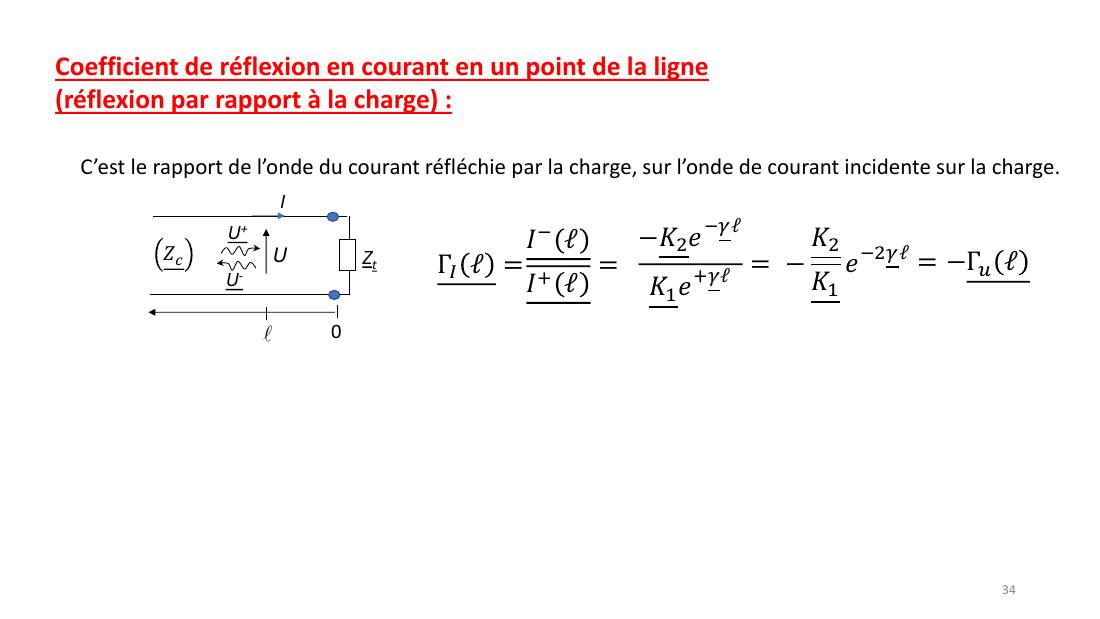 Coefficient de réflexion en courant en un point de la ligne
(réflexion par rapport à la charge) :
C’est le rapport de l’onde du courant réfléchie par la charge, sur l’onde de courant incidente sur la charge.
I
(Z_c) U⁺ U Z_t
U⁻
ℓ 0
Γ_I(ℓ) = I⁻(ℓ) / I⁺(ℓ) = −K₂e^{−γℓ} / K₁e^{+γℓ} = − K₂/K₁ e^{−2γℓ} = −Γ_u(ℓ)
34